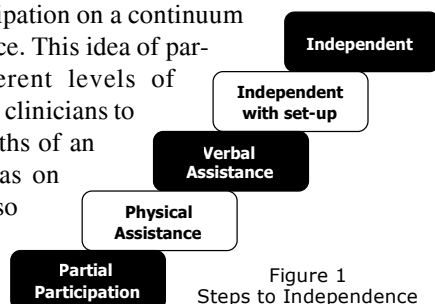 ipation on a continuum
ce. This idea of par-
erent levels of
clinicians to
ths of an
as on
so
Independent
Independent
with set-up
Verbal
Assistance
Physical
Assistance
Partial
Participation
Figure 1
Steps to Independence